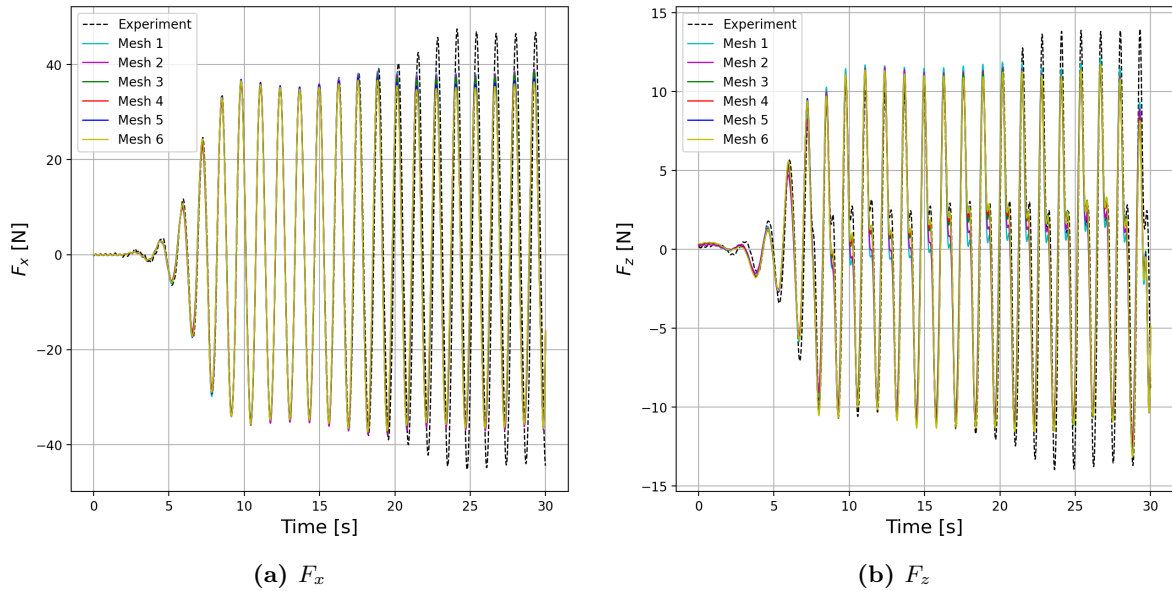 Experiment
Mesh 1
Mesh 2
Mesh 3
Mesh 4
Mesh 5
Mesh 6
40
20
0
−20
−40
F_x [N]
0 5 10 15 20 25 30
Time [s]
(a) F_x
Experiment
Mesh 1
Mesh 2
Mesh 3
Mesh 4
Mesh 5
Mesh 6
15
10
5
0
−5
−10
−15
F_z [N]
0 5 10 15 20 25 30
Time [s]
(b) F_z